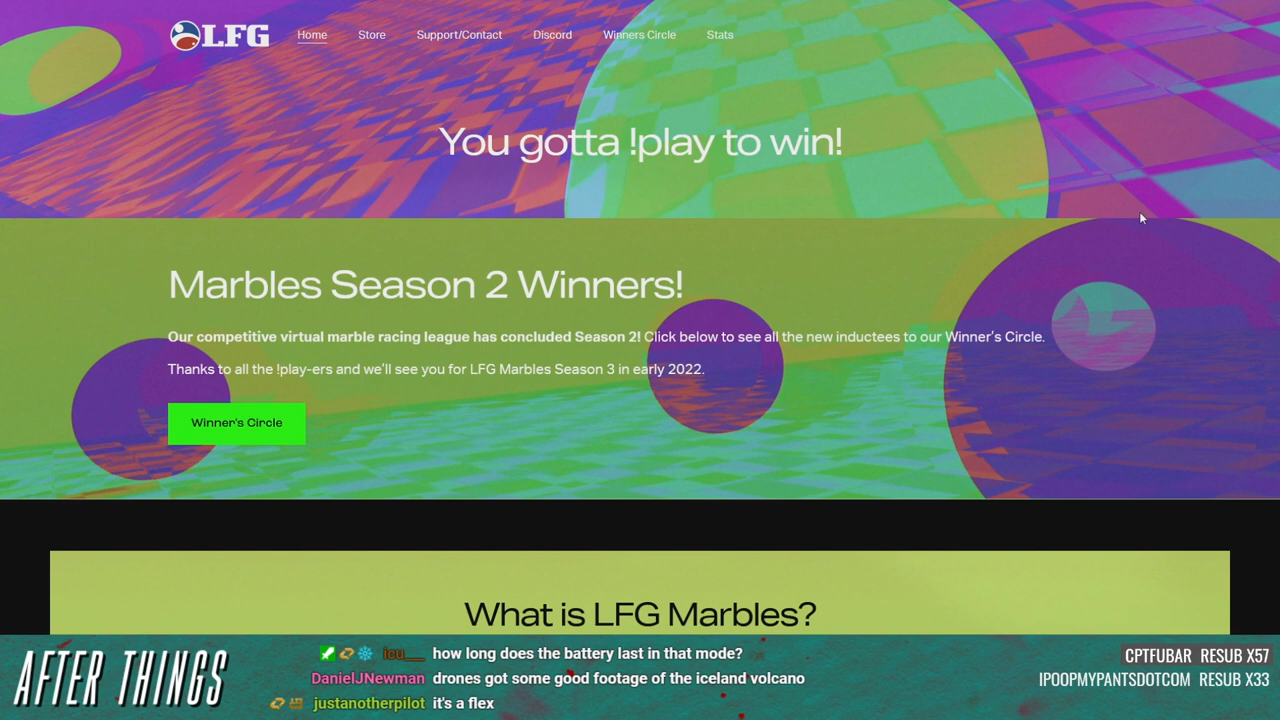 LFG
Home Store Support/Contact Discord Winners Circle Stats
You gotta !play to win!
Marbles Season 2 Winners!
Our competitive virtual marble racing league has concluded Season 2! Click below to see all the new inductees to our Winner's Circle.
Thanks to all the !play-ers and we'll see you for LFG Marbles Season 3 in early 2022.
Winner's Circle
What is LFG Marbles?
AFTER THINGS
icu___ how long does the battery last in that mode?
DanielJNewman drones got some good footage of the iceland volcano
justanotherpilot it's a flex
CPTFUBAR RESUB X57
IPOOPMYPANTSDOTCOM RESUB X33